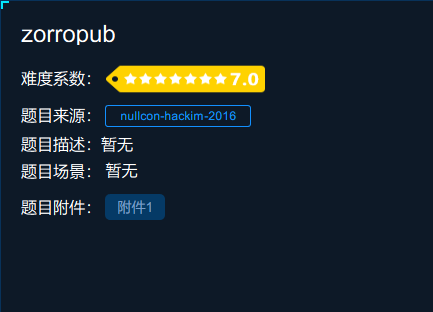 zorropub
难度系数： 7.0
题目来源： nullcon-hackim-2016
题目描述：暂无
题目场景： 暂无
题目附件： 附件1